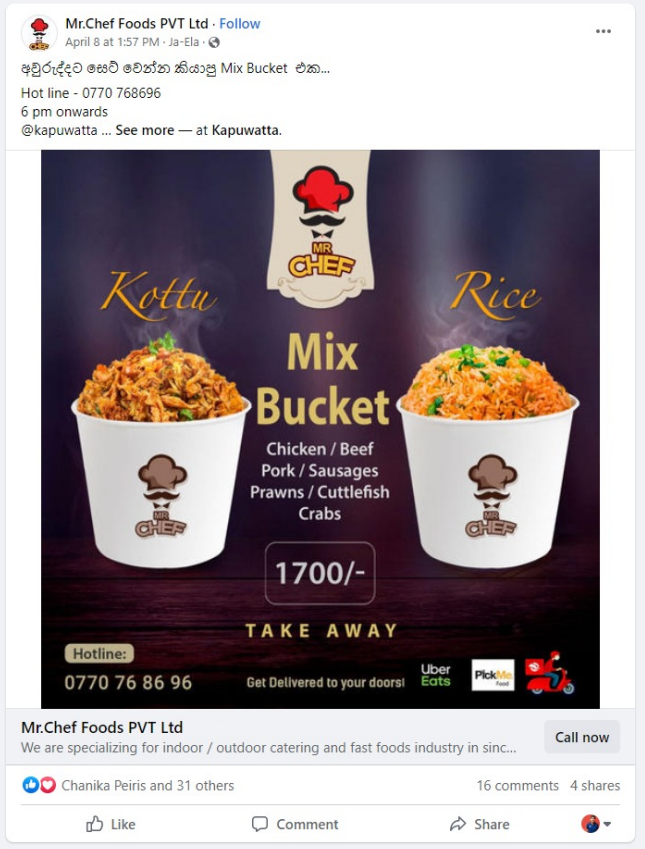 Mr.Chef Foods PVT Ltd · Follow
April 8 at 1:57 PM · Ja-Ela ·
අවුරුද්දට සෙට් වෙන්න කියාපු Mix Bucket එක...
Hot line - 0770 768696
6 pm onwards
@kapuwatta ... See more — at Kapuwatta.
MR
CHEF
Kottu
Rice
Mix
Bucket
Chicken / Beef
Pork / Sausages
Prawns / Cuttlefish
Crabs
MR
CHEF
MR
CHEF
1700/-
TAKE AWAY
Hotline:
0770 76 86 96
Get Delivered to your doors!
Uber
Eats
PickMe
Food
Mr.Chef Foods PVT Ltd
We are specializing for indoor / outdoor catering and fast foods industry in sinc...
Call now
Chanika Peiris and 31 others
16 comments 4 shares
Like
Comment
Share